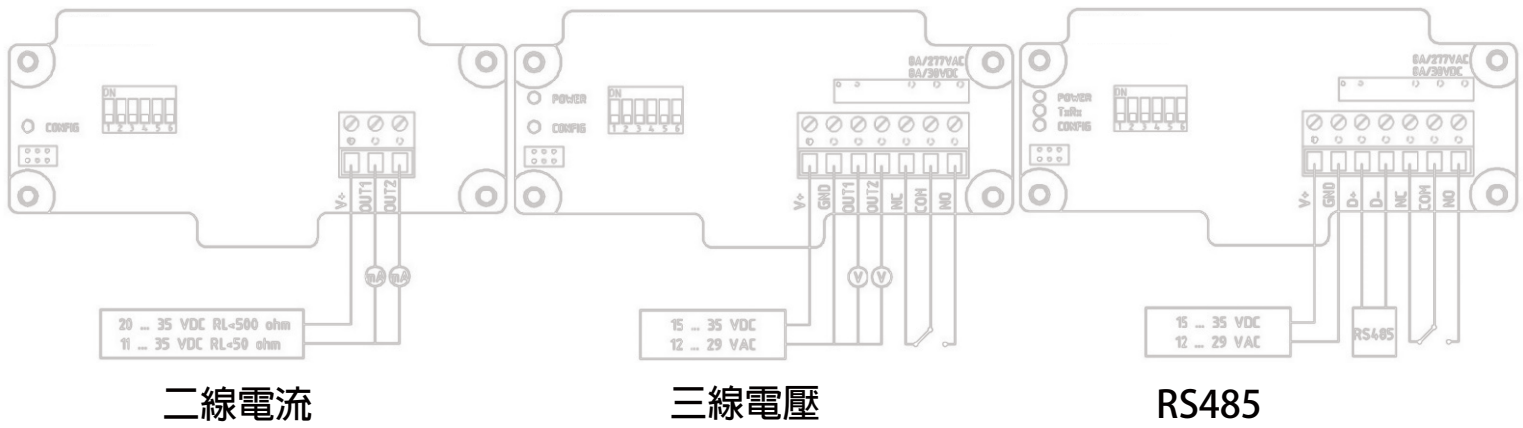 DN
1 2 3 4 5 6
CONFIG
V+ OUT1 OUT2
mA mA
20 … 35 VDC RL<500 ohm
11 … 35 VDC RL<50 ohm
二線電流
8A/277VAC
8A/30VDC
POWER
CONFIG
DN
1 2 3 4 5 6
V+ GND OUT1 OUT2 NC COM NO
V V
15 … 35 VDC
12 … 29 VAC
三線電壓
8A/277VAC
8A/30VDC
POWER
TxRx
CONFIG
DN
1 2 3 4 5 6
V+ GND D+ D- NC COM NO
15 … 35 VDC
12 … 29 VAC
RS485
RS485